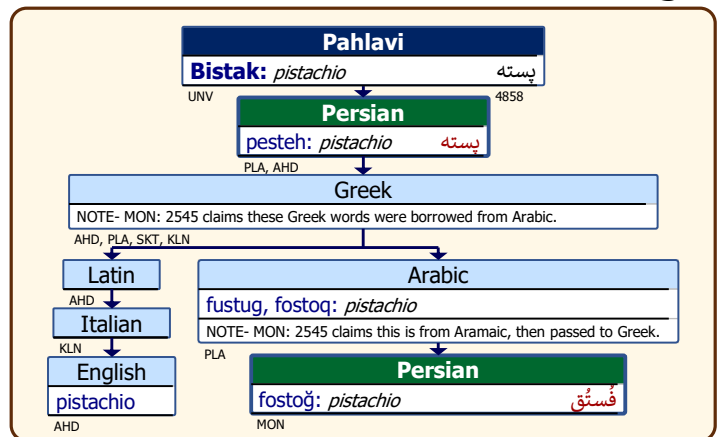 Pahlavi
Bistak: pistachio پسته
UNV 4858
Persian
pesteh: pistachio پسته
PLA, AHD
Greek
NOTE- MON: 2545 claims these Greek words were borrowed from Arabic.
AHD, PLA, SKT, KLN
Latin
AHD
Italian
KLN
English
pistachio
AHD
Arabic
fustug, fostoq: pistachio
NOTE- MON: 2545 claims this is from Aramaic, then passed to Greek.
PLA
Persian
fostoğ: pistachio فُستُق
MON